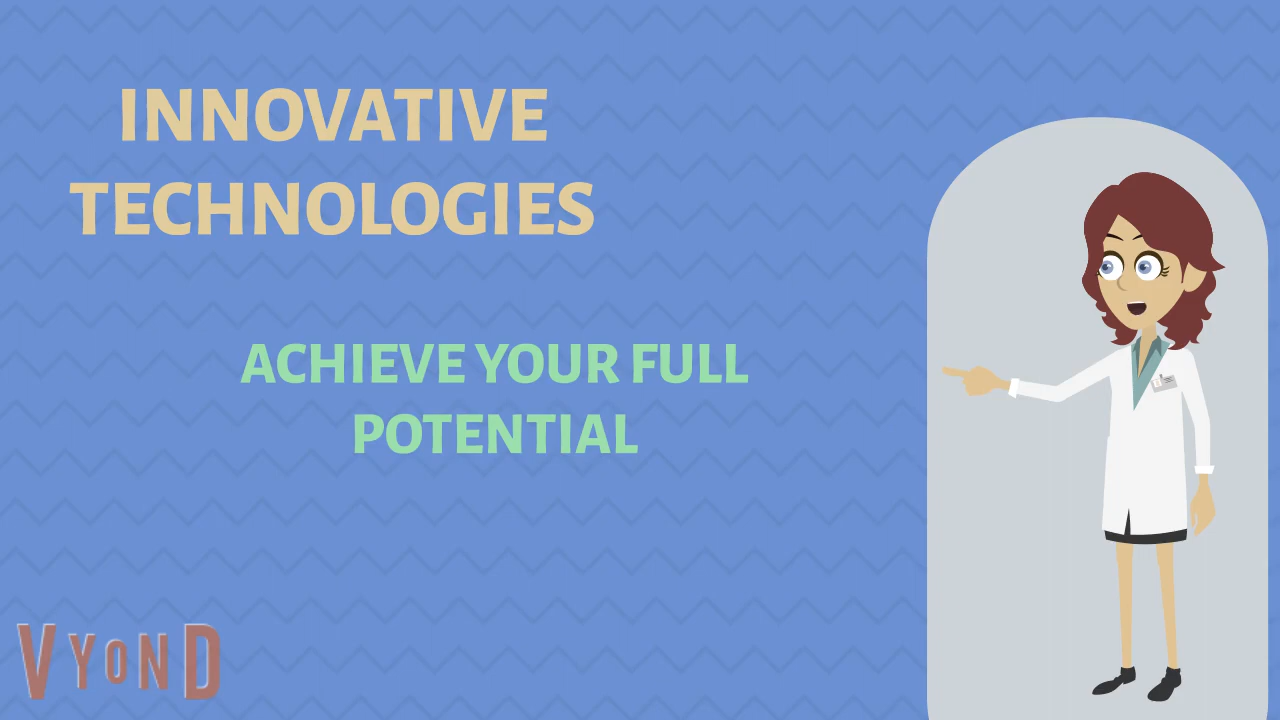 INNOVATIVE
TECHNOLOGIES
ACHIEVE YOUR FULL
POTENTIAL
VYOND